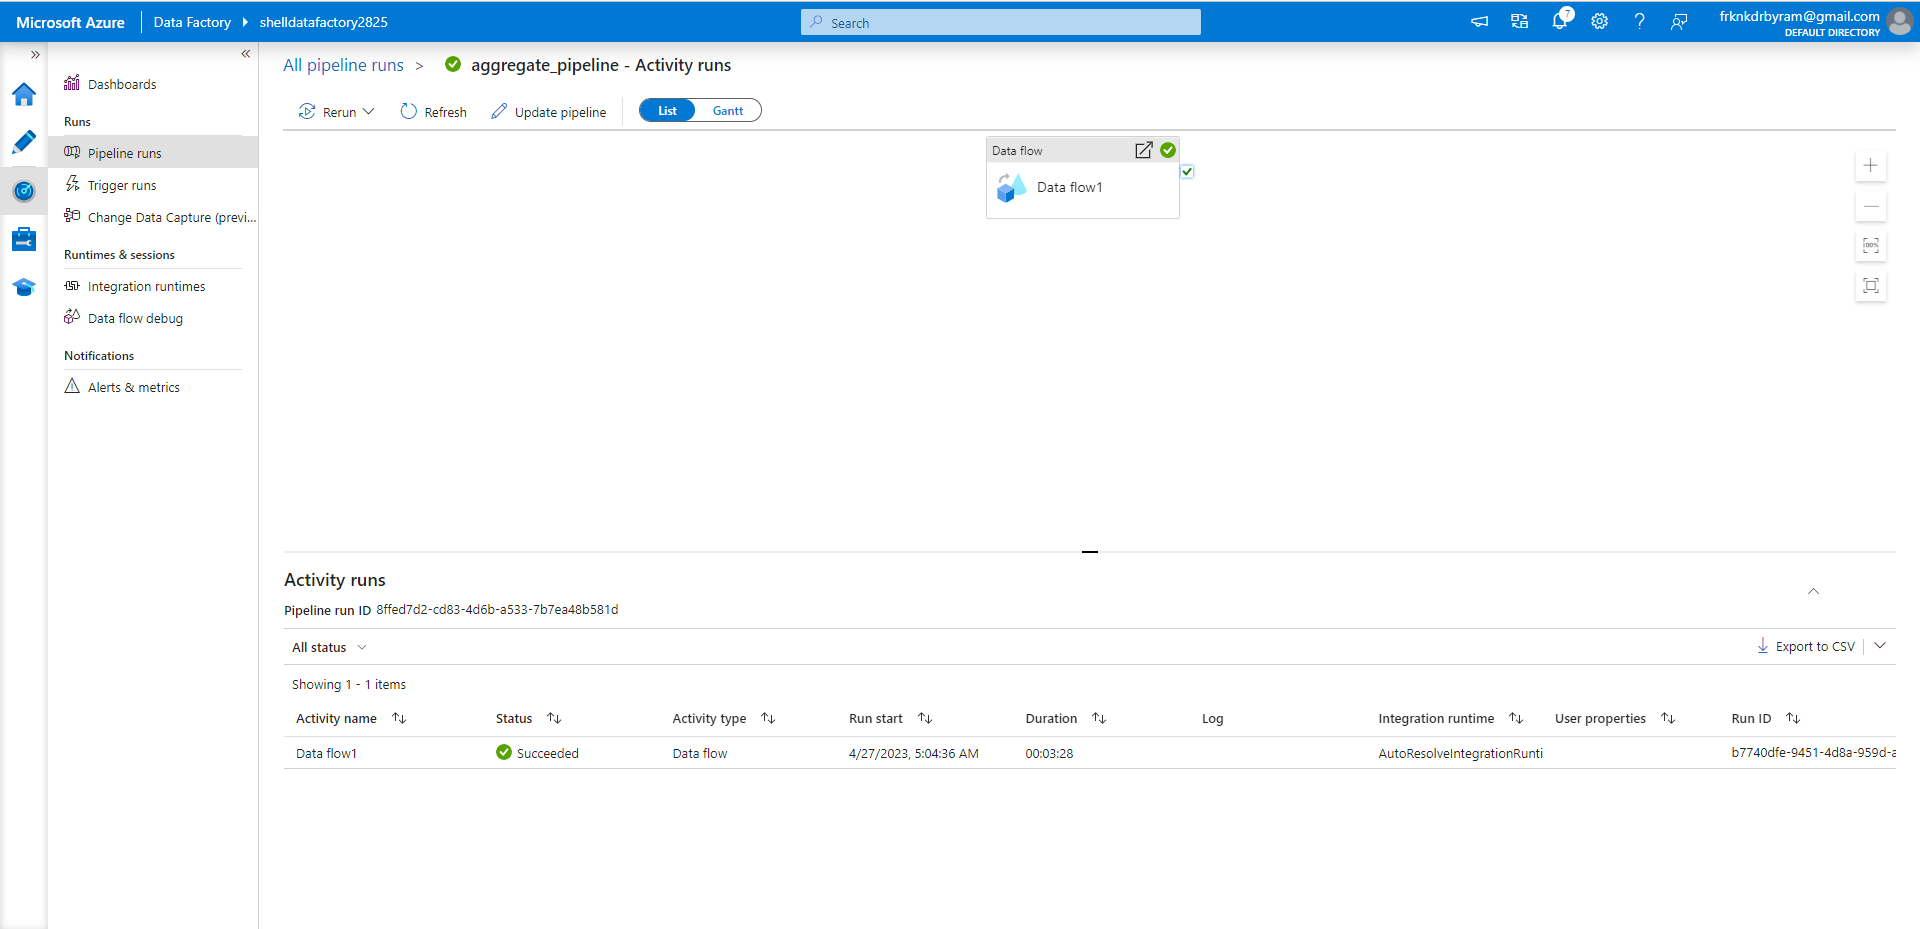 Microsoft Azure
Data Factory
shelldatafactory2825
Search
7
frknkdrbyram@gmail.com
DEFAULT DIRECTORY
»
«
Dashboards
Runs
Pipeline runs
Trigger runs
Change Data Capture (previ...
Runtimes & sessions
Integration runtimes
Data flow debug
Notifications
Alerts & metrics
All pipeline runs > aggregate_pipeline - Activity runs
Rerun
Refresh
Update pipeline
List
Gantt
Data flow
Data flow1
100%
Activity runs
Pipeline run ID 8ffed7d2-cd83-4d6b-a533-7b7ea48b581d
All status
Export to CSV
Showing 1 - 1 items
Activity name Status Activity type Run start Duration Log Integration runtime User properties Run ID
Data flow1 Succeeded Data flow 4/27/2023, 5:04:36 AM 00:03:28 AutoResolveIntegrationRunti b7740dfe-9451-4d8a-959d-a